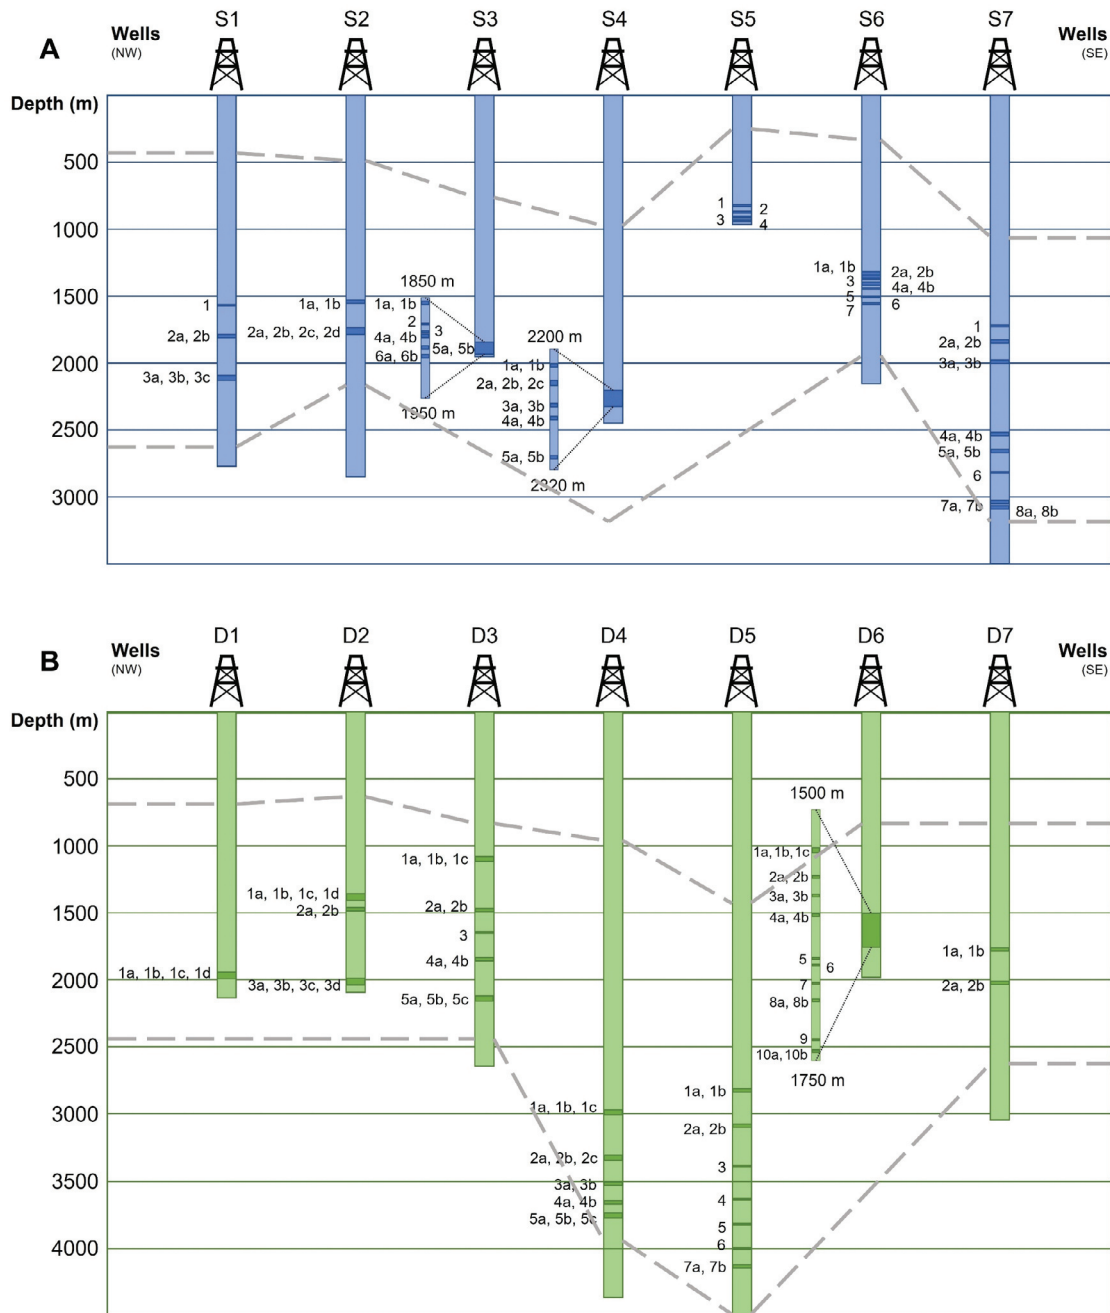 S1 S2 S3 S4 S5 S6 S7
A
Wells
(NW)
Wells
(SE)
Depth (m)
500
1000
1500
2000
2500
3000
1
2a, 2b
3a, 3b, 3c
1a, 1b
2a, 2b, 2c, 2d
1850 m
1a, 1b
2
3
4a, 4b
5a, 5b
6a, 6b
1950 m
2200 m
1a, 1b
2a, 2b, 2c
3a, 3b
4a, 4b
5a, 5b
2320 m
1
2
3
4
1a, 1b
2a, 2b
3
4a, 4b
5
6
7
1
2a, 2b
3a, 3b
4a, 4b
5a, 5b
6
7a, 7b
8a, 8b
D1 D2 D3 D4 D5 D6 D7
B
Wells
(NW)
Wells
(SE)
Depth (m)
500
1000
1500
2000
2500
3000
3500
4000
1a, 1b, 1c, 1d
1a, 1b, 1c, 1d
2a, 2b
3a, 3b, 3c, 3d
1a, 1b, 1c
2a, 2b
3
4a, 4b
5a, 5b, 5c
1a, 1b, 1c
2a, 2b, 2c
3a, 3b
4a, 4b
5a, 5b, 5c
1a, 1b
2a, 2b
3
4
5
6
7a, 7b
1500 m
1a, 1b,1c
2a, 2b
3a, 3b
4a, 4b
5
6
7
8a, 8b
9
10a, 10b
1750 m
1a, 1b
2a, 2b